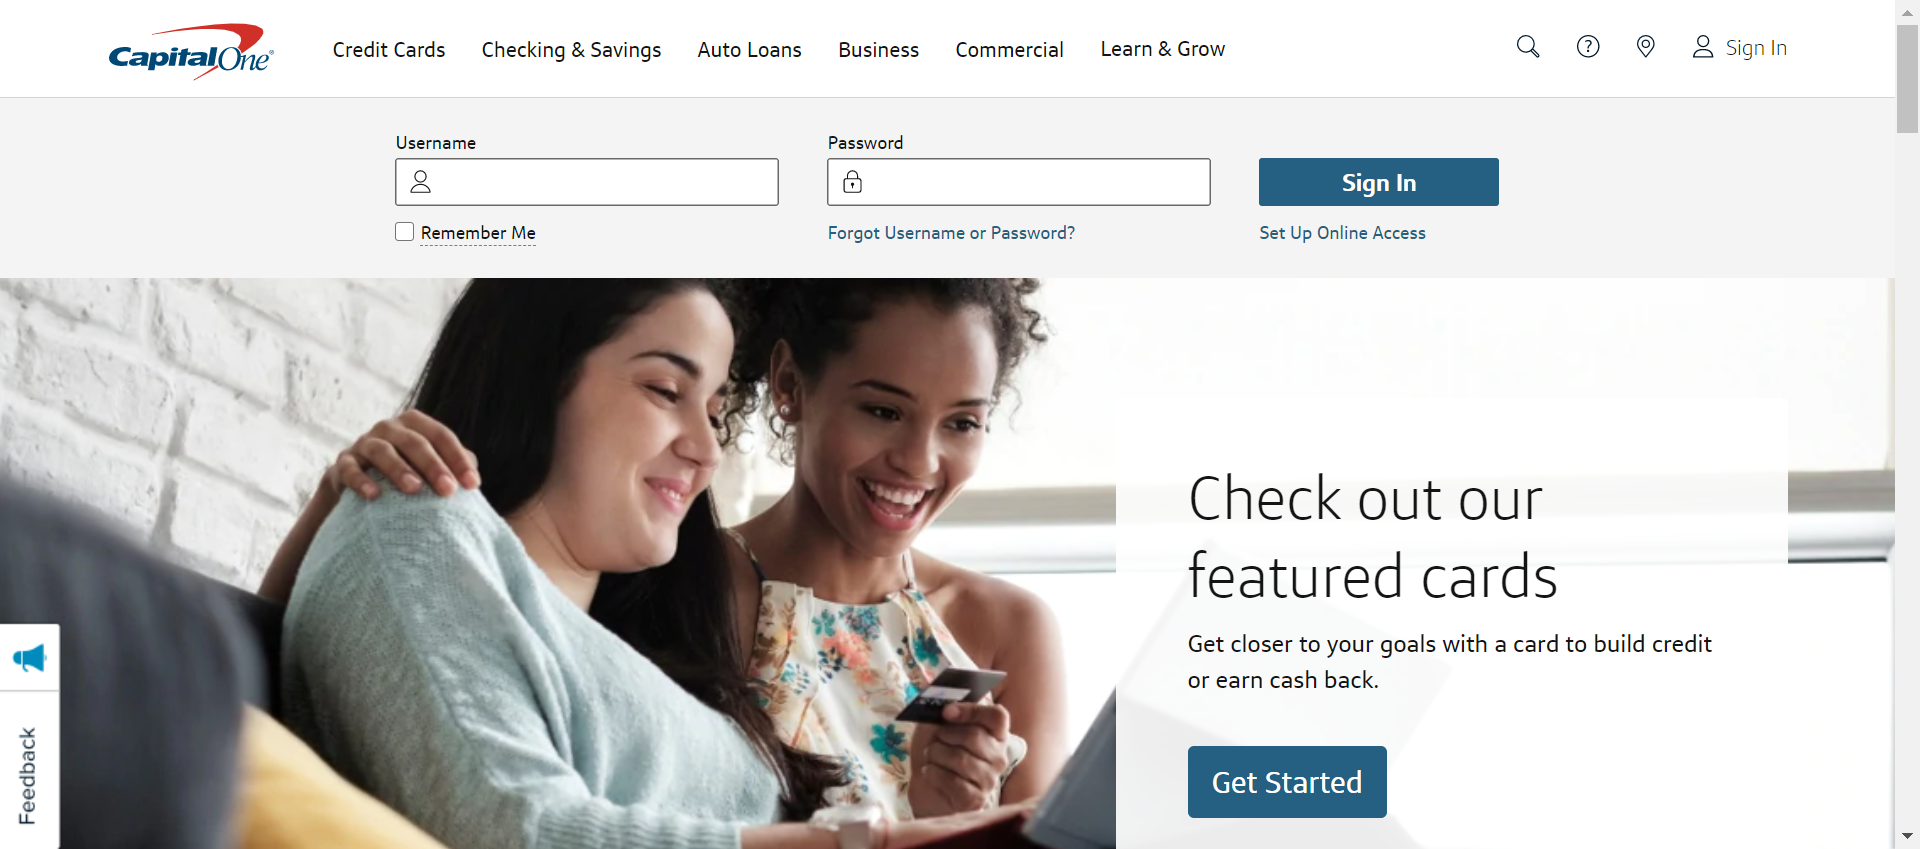 CapitalOne®
Credit Cards
Checking & Savings
Auto Loans
Business
Commercial
Learn & Grow
Sign In
Username
Password
Sign In
Remember Me
Forgot Username or Password?
Set Up Online Access
Check out our
featured cards
Get closer to your goals with a card to build credit
or earn cash back.
Get Started
Feedback